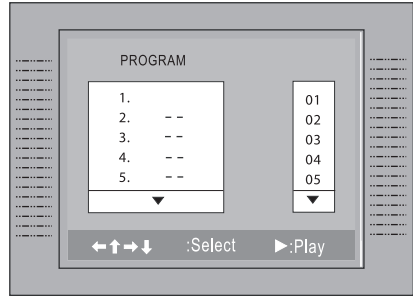 PROGRAM
1.
2. – –
3. – –
4. – –
5. – –
01
02
03
04
05
:Select :Play